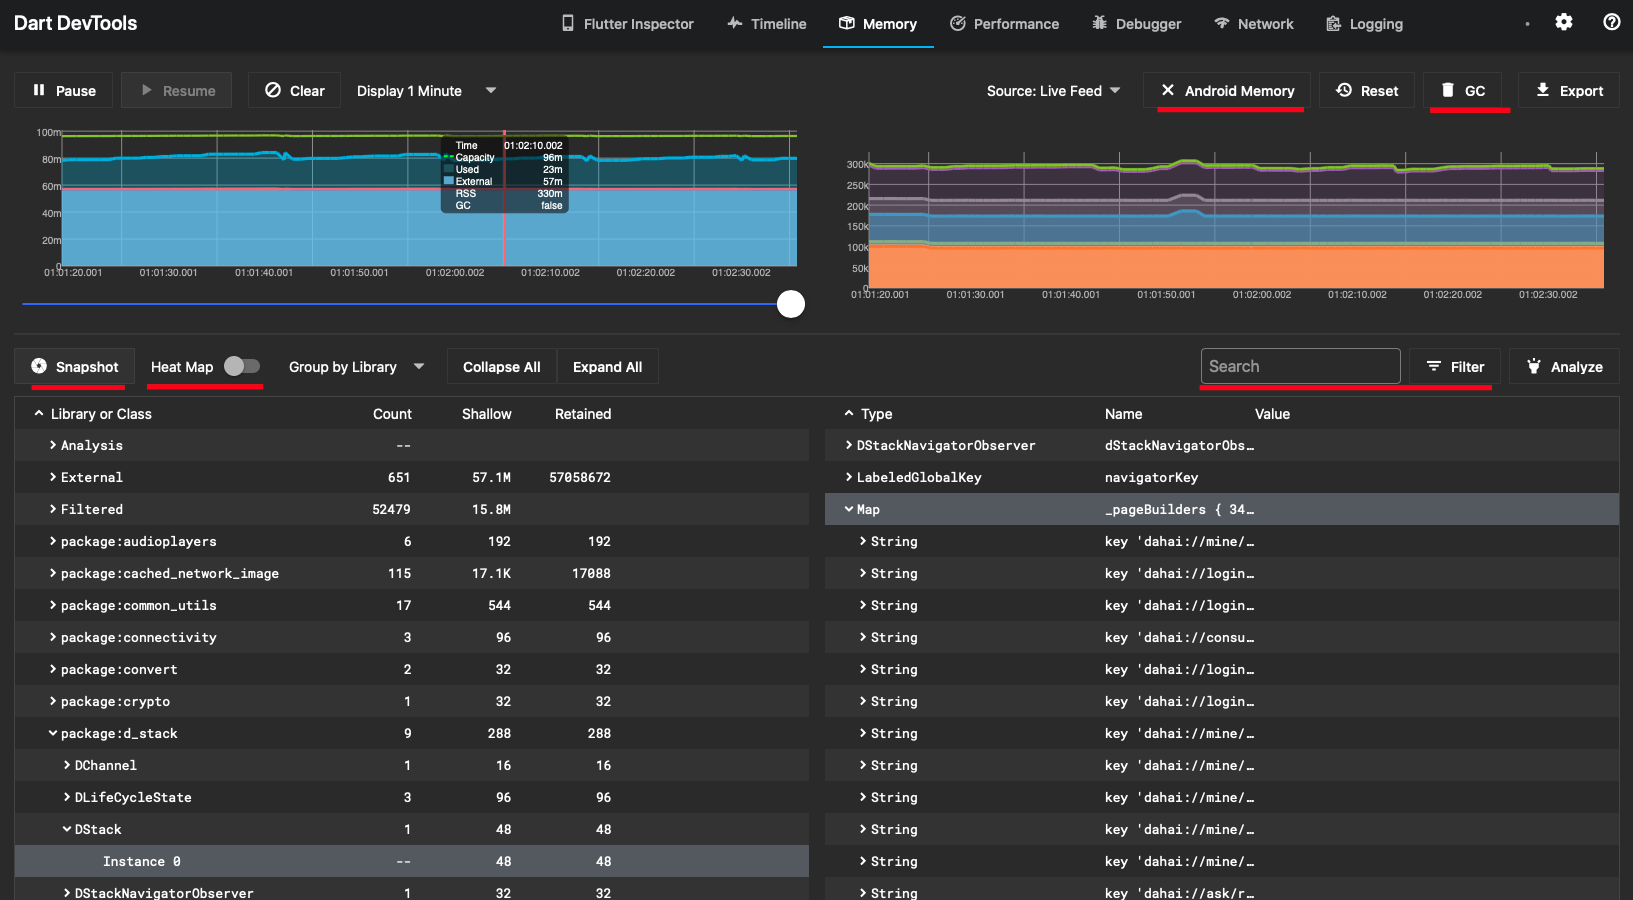 Dart DevTools
Flutter Inspector
Timeline
Memory
Performance
Debugger
Network
Logging
Pause
Resume
Clear
Display 1 Minute
Source: Live Feed
Android Memory
Reset
GC
Export
100m
80m
60m
40m
20m
0
Time 01:02:10.002
Capacity 96m
Used 23m
External 57m
RSS 330m
GC false
01:01:20.001 01:01:30.001 01:01:40.001 01:01:50.001 01:02:00.002 01:02:10.002 01:02:20.002 01:02:30.002
300k
250k
200k
150k
100k
50k
0
01:01:20.001 01:01:30.001 01:01:40.001 01:01:50.001 01:02:00.002 01:02:10.002 01:02:20.002 01:02:30.002
Snapshot
Heat Map
Group by Library
Collapse All
Expand All
Search
Filter
Analyze
Library or Class Count Shallow Retained
Analysis --
External 651 57.1M 57058672
Filtered 52479 15.8M
package:audioplayers 6 192 192
package:cached_network_image 115 17.1K 17088
package:common_utils 17 544 544
package:connectivity 3 96 96
package:convert 2 32 32
package:crypto 1 32 32
package:d_stack 9 288 288
DChannel 1 16 16
DLifeCycleState 3 96 96
DStack 1 48 48
Instance 0 -- 48 48
DStackNavigatorObserver 1 32 32
Type Name Value
DStackNavigatorObserver dStackNavigatorObs…
LabeledGlobalKey navigatorKey
Map _pageBuilders { 34…
String key 'dahai://mine/…
String key 'dahai://login…
String key 'dahai://login…
String key 'dahai://consu…
String key 'dahai://login…
String key 'dahai://login…
String key 'dahai://mine/…
String key 'dahai://mine/…
String key 'dahai://mine/…
String key 'dahai://mine/…
String key 'dahai://mine/…
String key 'dahai://ask/r…